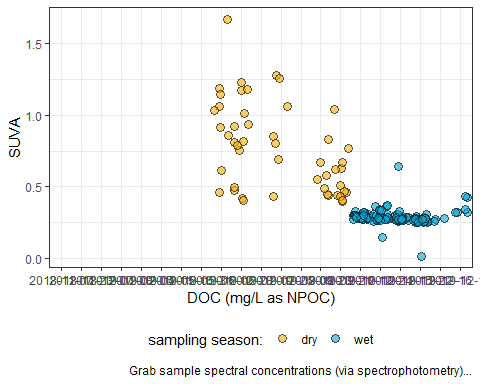 1.5
1.0
SUVA
0.5
0.0
DOC (mg/L as NPOC)
sampling season: dry wet
Grab sample spectral concentrations (via spectrophotometry)...